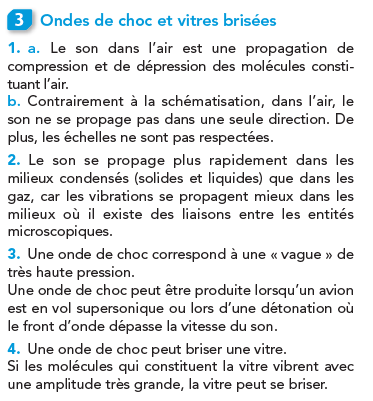 3 Ondes de choc et vitres brisées
1. a. Le son dans l'air est une propagation de
compression et de dépression des molécules consti-
tuant l'air.
b. Contrairement à la schématisation, dans l'air, le
son ne se propage pas dans une seule direction. De
plus, les échelles ne sont pas respectées.
2. Le son se propage plus rapidement dans les
milieux condensés (solides et liquides) que dans les
gaz, car les vibrations se propagent mieux dans les
milieux où il existe des liaisons entre les entités
microscopiques.
3. Une onde de choc correspond à une « vague » de
très haute pression.
Une onde de choc peut être produite lorsqu'un avion
est en vol supersonique ou lors d'une détonation où
le front d'onde dépasse la vitesse du son.
4. Une onde de choc peut briser une vitre.
Si les molécules qui constituent la vitre vibrent avec
une amplitude très grande, la vitre peut se briser.